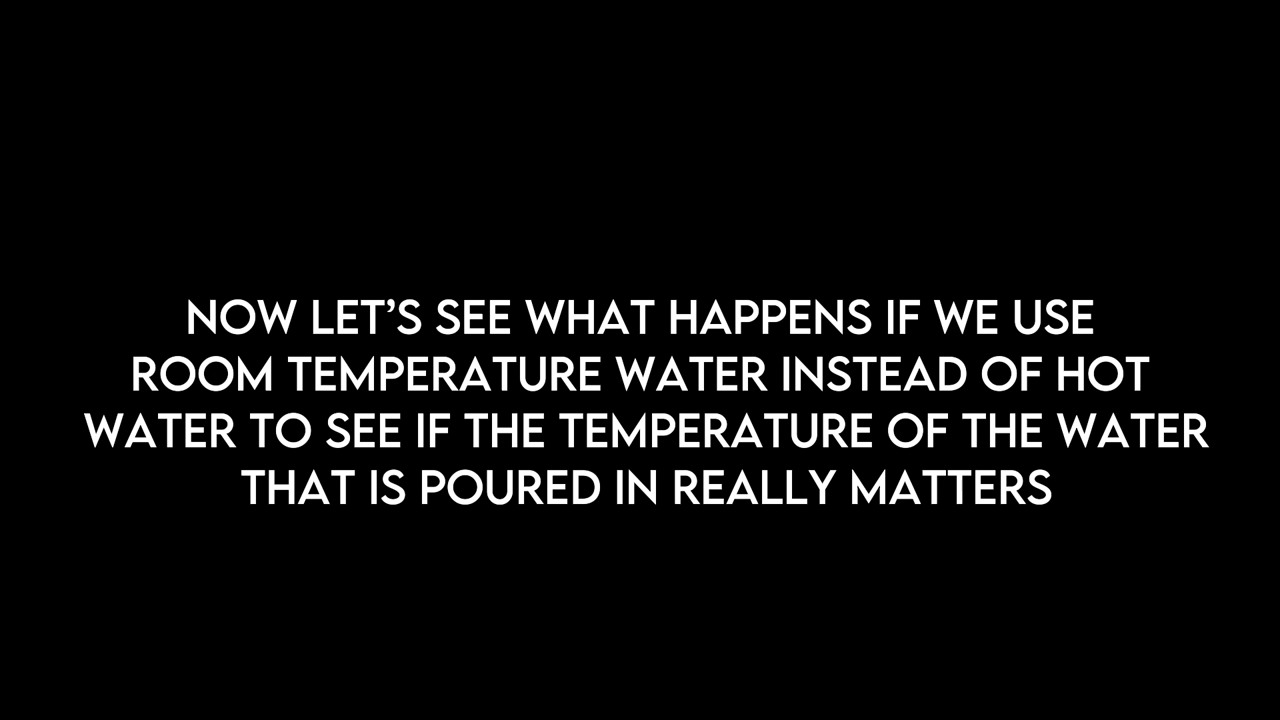 NOW LET’S SEE WHAT HAPPENS IF WE USE
ROOM TEMPERATURE WATER INSTEAD OF HOT
WATER TO SEE IF THE TEMPERATURE OF THE WATER
THAT IS POURED IN REALLY MATTERS